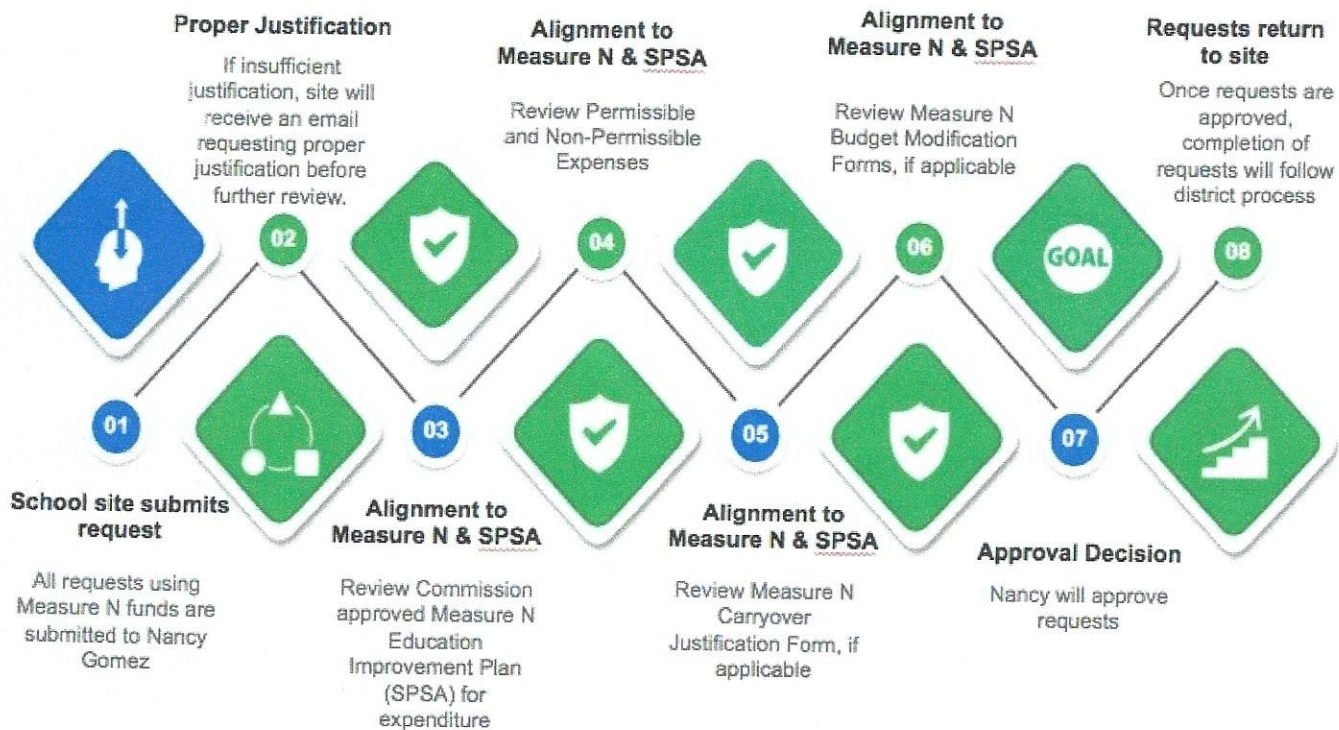 Proper Justification
If insufficient
justification, site will
receive an email
requesting proper
justification before
further review.
Alignment to
Measure N & SPSA
Review Permissible
and Non-Permissible
Expenses
Alignment to
Measure N & SPSA
Review Measure N
Budget Modification
Forms, if applicable
Requests return
to site
Once requests are
approved,
completion of
requests will follow
district process
02
04
06
GOAL
08
01
03
05
07
School site submits
request
All requests using
Measure N funds are
submitted to Nancy
Gomez
Alignment to
Measure N & SPSA
Review Commission
approved Measure N
Education
Improvement Plan
(SPSA) for
expenditure
Alignment to
Measure N & SPSA
Review Measure N
Carryover
Justification Form, if
applicable
Approval Decision
Nancy will approve
requests